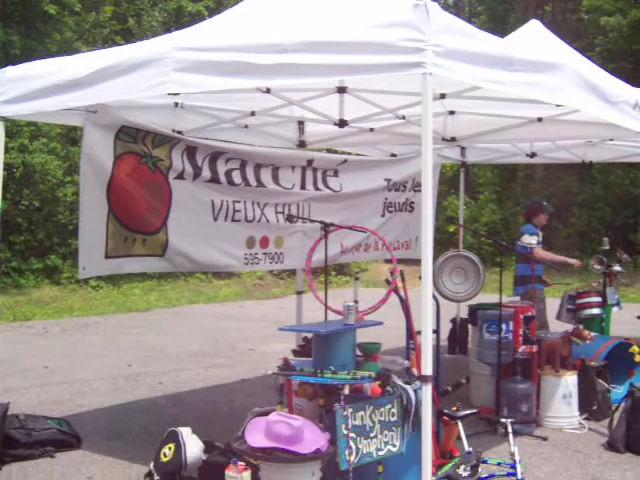 Marché
VIEUX HULL
Tous les
jeudis
595-7900
Junkyard
Symphony